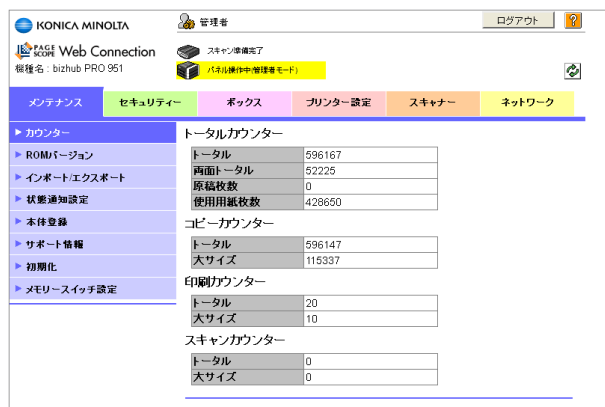 KONICA MINOLTA
管理者
ログアウト
?
PAGE SCOPE Web Connection
スキャン準備完了
機種名 : bizhub PRO 951
パネル操作中(管理者モード)
メンテナンス
セキュリティー
ボックス
プリンター設定
スキャナー
ネットワーク
カウンター
ROMバージョン
インポート/エクスポート
状態通知設定
本体登録
サポート情報
初期化
メモリースイッチ設定
トータルカウンター
トータル 596167
両面トータル 52225
原稿枚数 0
使用用紙枚数 428650
コピーカウンター
トータル 596147
大サイズ 115337
印刷カウンター
トータル 20
大サイズ 10
スキャンカウンター
トータル 0
大サイズ 0